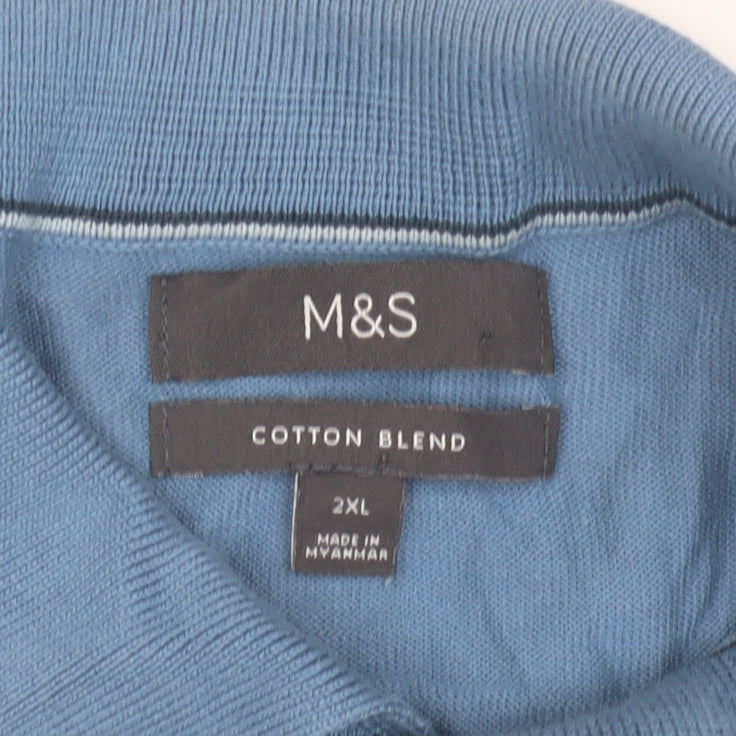 M&S
COTTON BLEND
2XL
MADE IN
MYANMAR